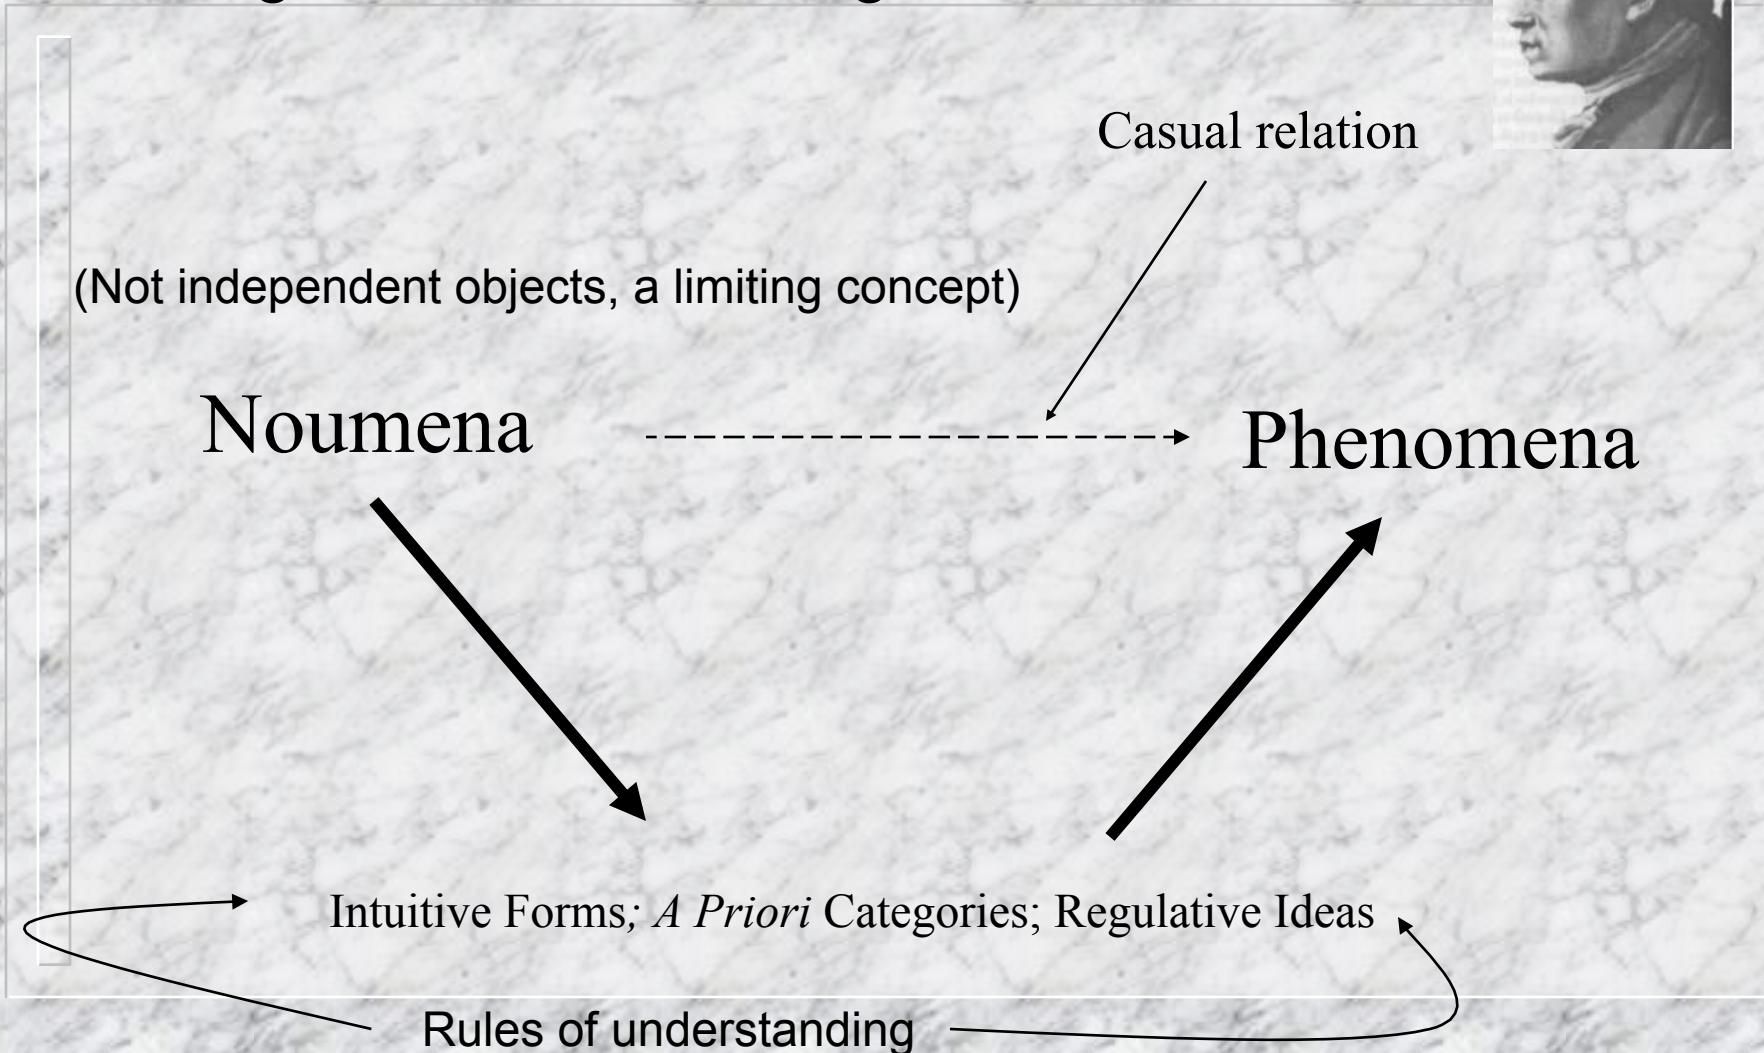 Casual relation
(Not independent objects, a limiting concept)
Noumena
Phenomena
Intuitive Forms; A Priori Categories; Regulative Ideas
Rules of understanding